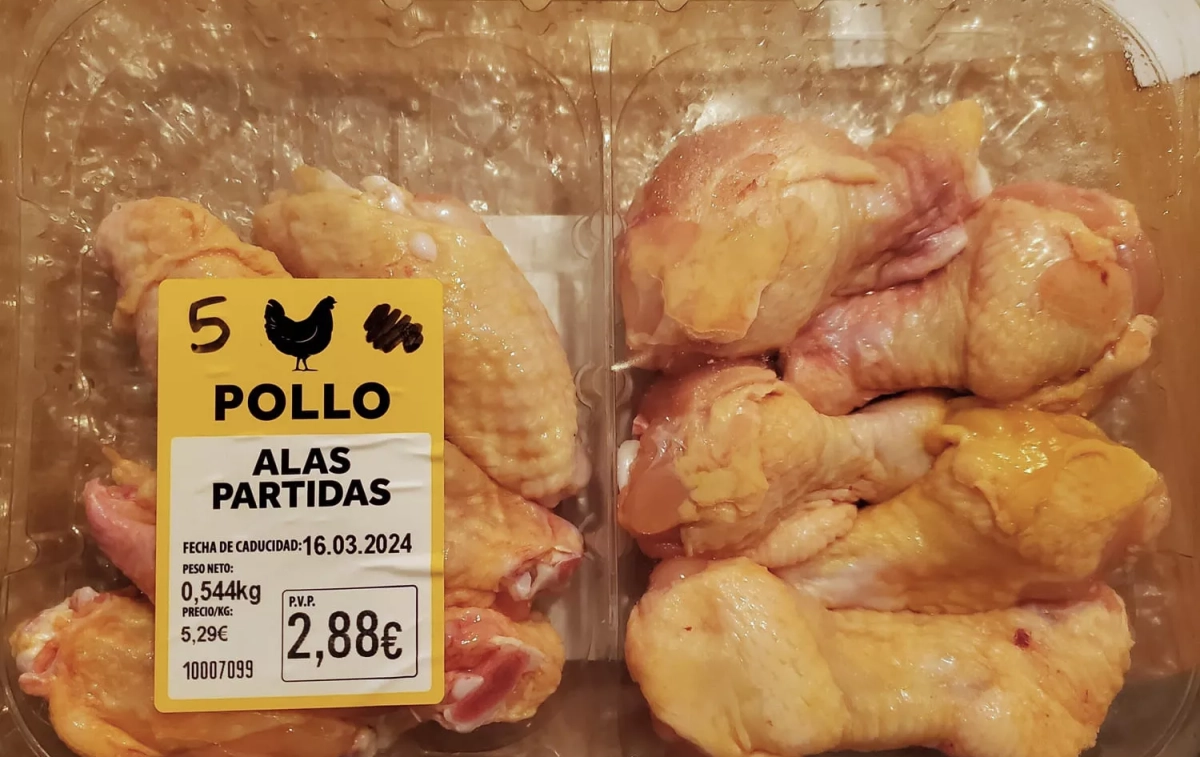 5
POLLO
ALAS
PARTIDAS
FECHA DE CADUCIDAD:16.03.2024
PESO NETO:
0,544kg
PRECIO/KG:
5,29€
10007099
P.V.P.
2,88€